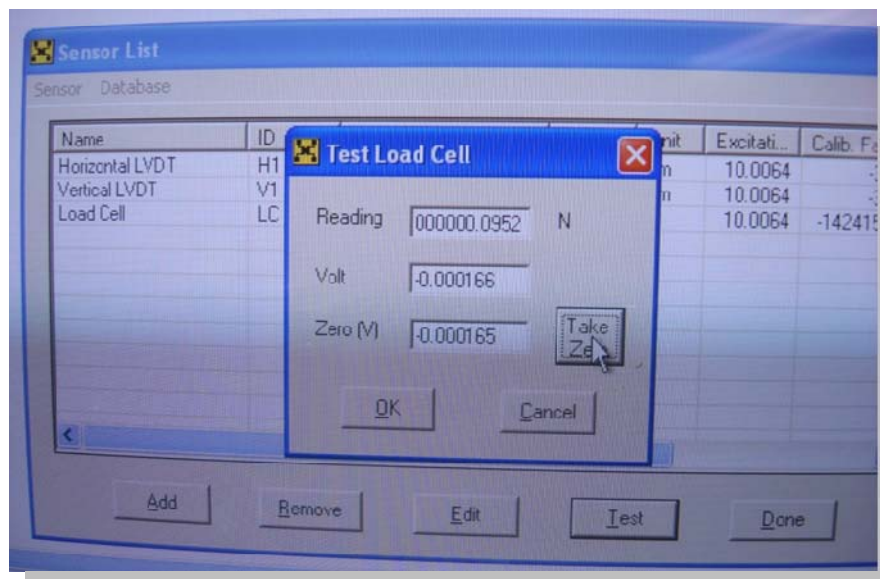 Sensor List
Sensor Database
Name ID Excitati... Calib.
Horizontal LVDT H1 10.0064
Vertical LVDT V1 10.0064
Load Cell LC 10.0064 -142415
Test Load Cell
Reading 000000.0952 N
Volt -0.000166
Zero (V) -0.000165 Take
OK Cancel
Add Remove Edit Test Done